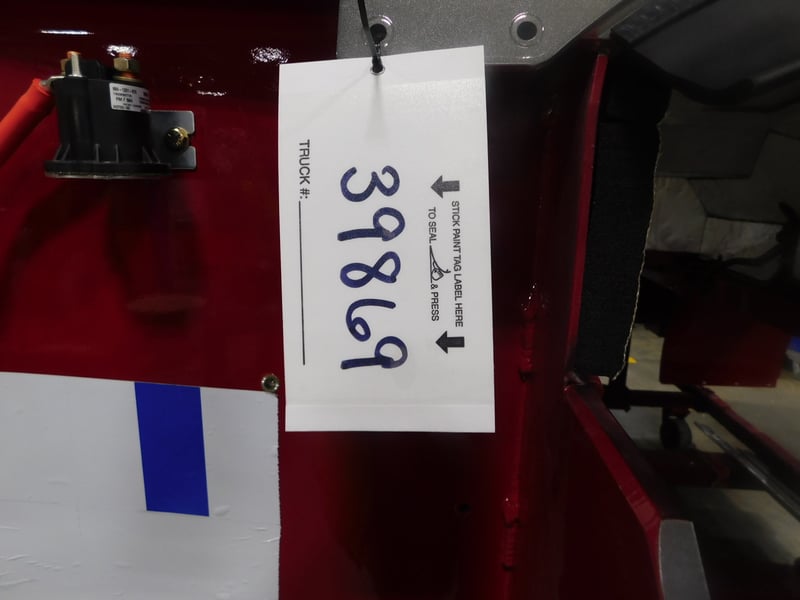 STICK PAINT TAG LABEL HERE
TO SEAL & PRESS
39869
TRUCK #: